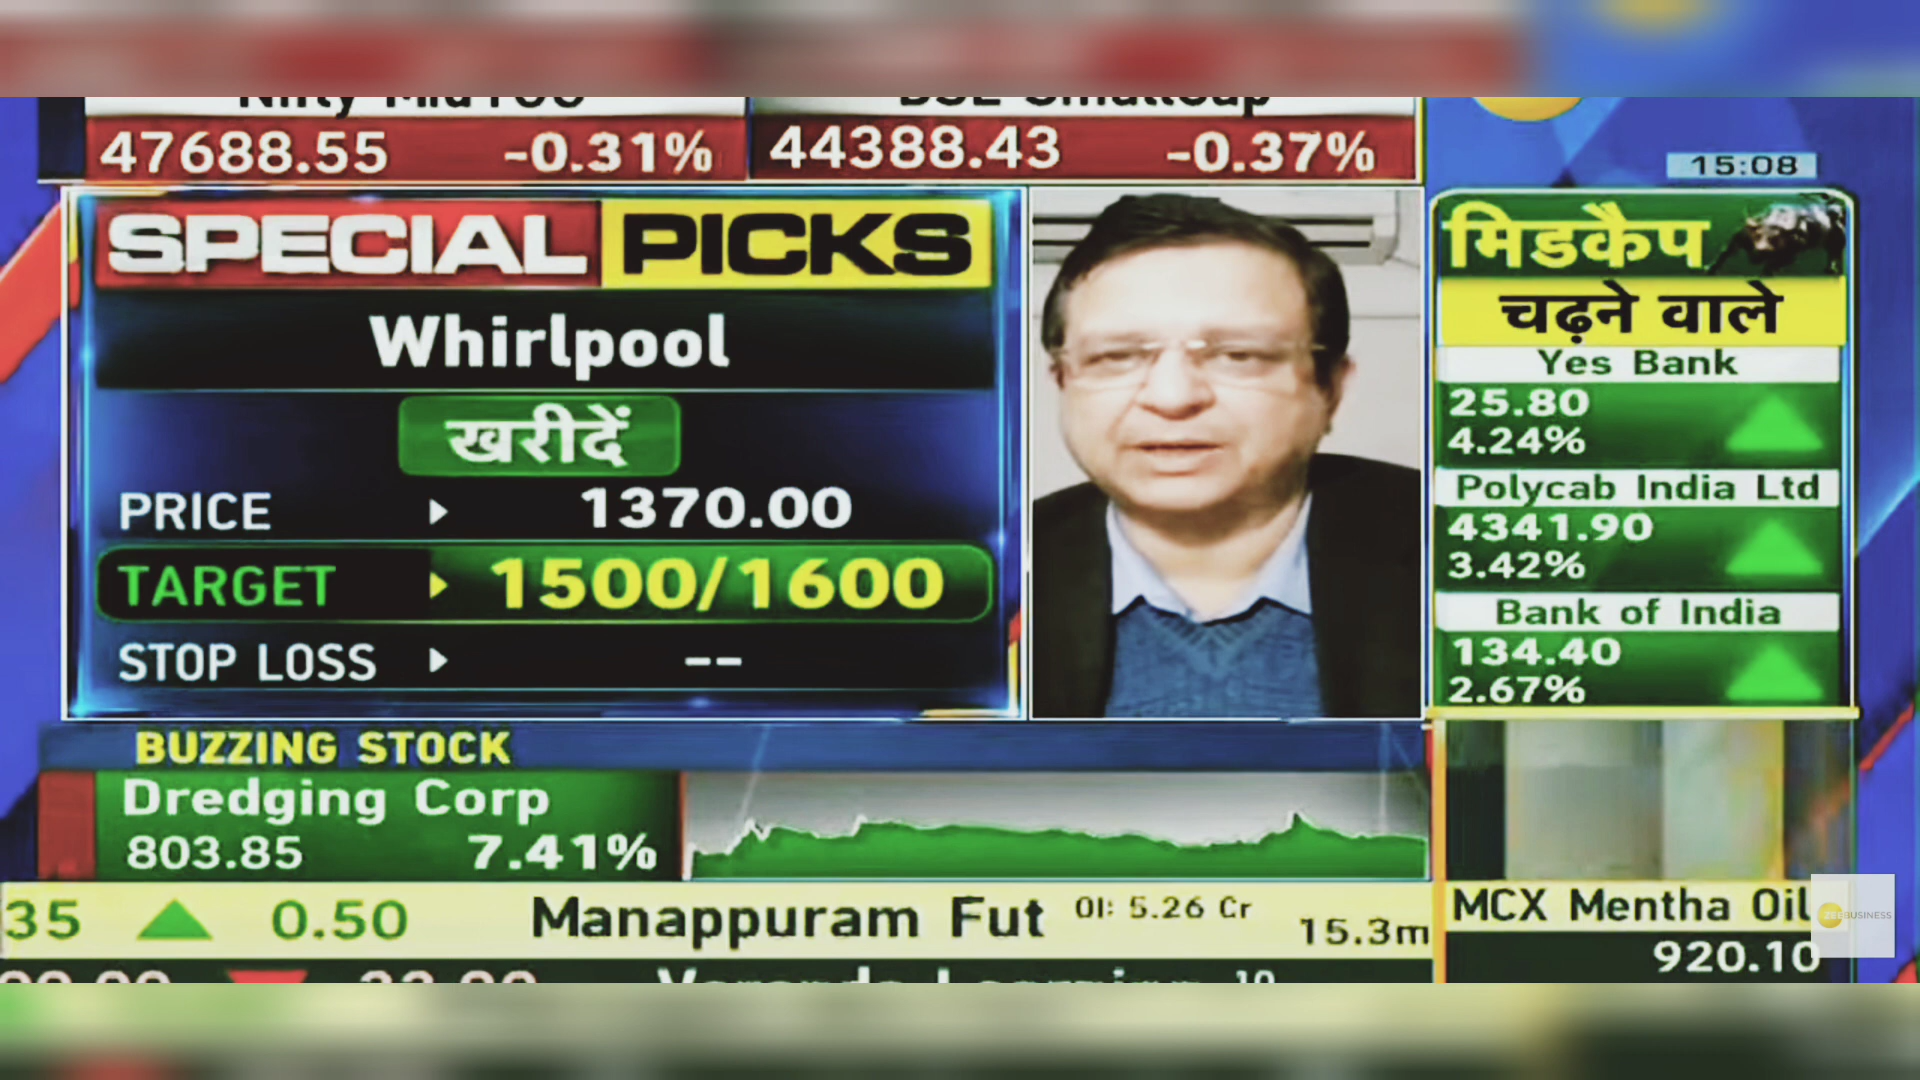 47688.55 -0.31%
44388.43 -0.37%
15:08
SPECIAL PICKS
Whirlpool
खरीदें
PRICE 1370.00
TARGET 1500/1600
STOP LOSS --
मिडकैप
चढ़ने वाले
Yes Bank
25.80
4.24%
Polycab India Ltd
4341.90
3.42%
Bank of India
134.40
2.67%
BUZZING STOCK
Dredging Corp
803.85 7.41%
35 0.50 Manappuram Fut OI: 5.26 Cr 15.3m
MCX Mentha Oil
920.10
ZEEBUSINESS